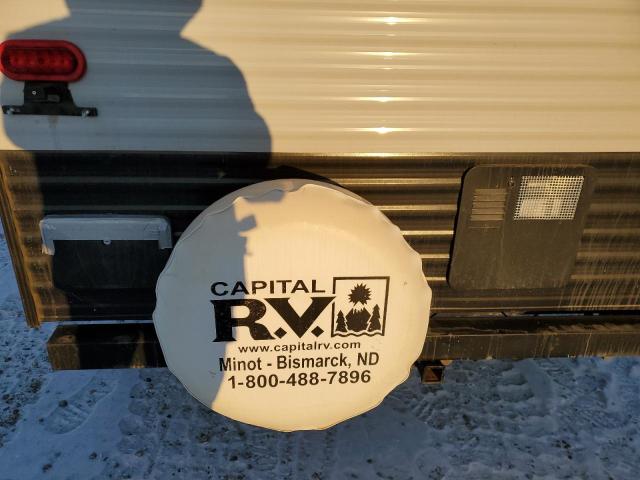 CAPITAL
R.V.
www.capitalrv.com
Minot - Bismarck, ND
1-800-488-7896